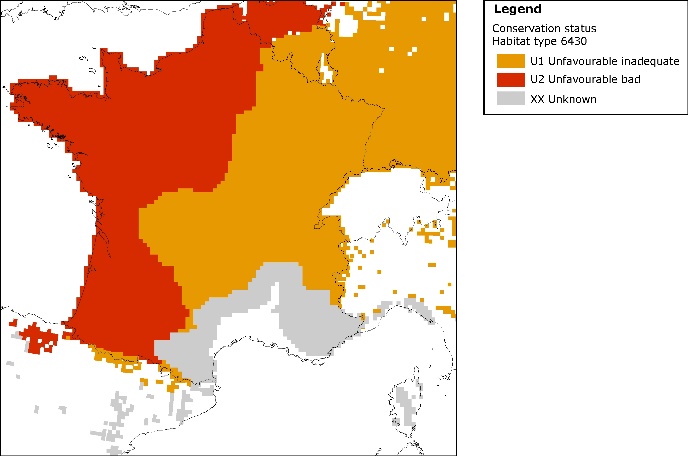 Legend
Conservation status
Habitat type 6430
U1 Unfavourable inadequate
U2 Unfavourable bad
XX Unknown